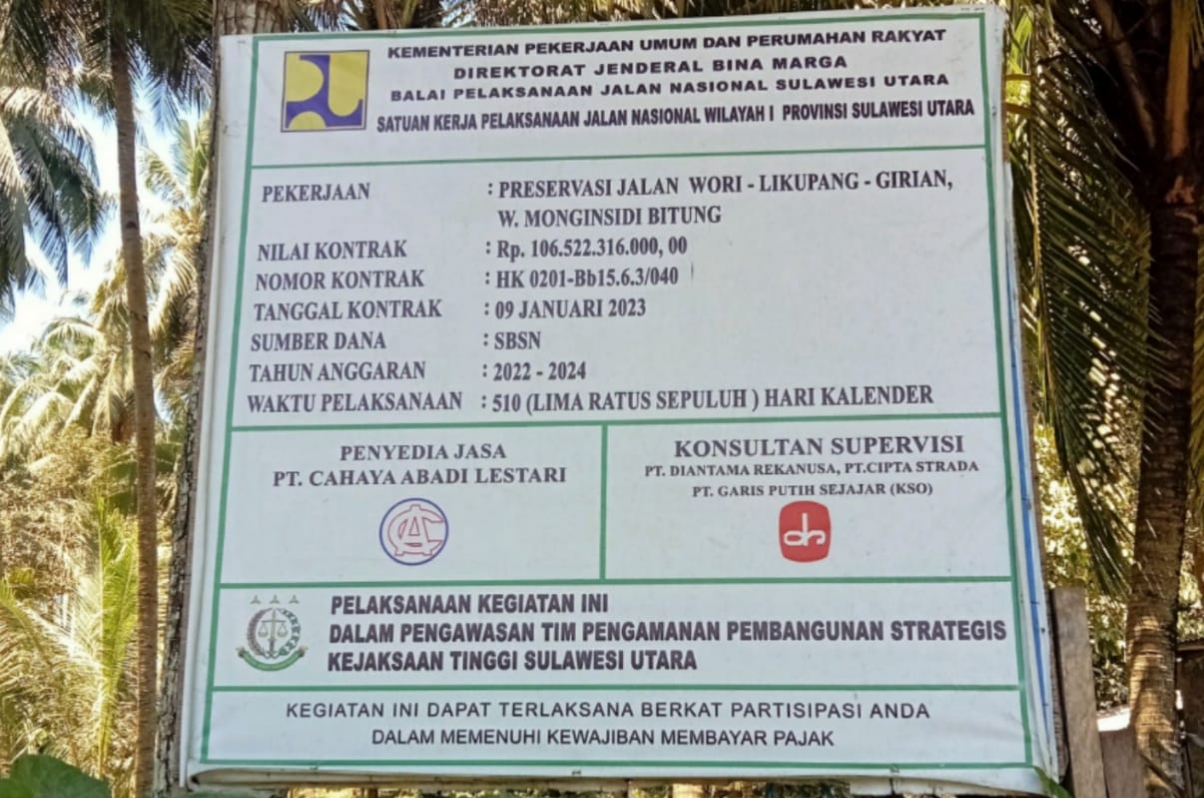 KEMENTERIAN PEKERJAAN UMUM DAN PERUMAHAN RAKYAT
DIREKTORAT JENDERAL BINA MARGA
BALAI PELAKSANAAN JALAN NASIONAL SULAWESI UTARA
SATUAN KERJA PELAKSANAAN JALAN NASIONAL WILAYAH I PROVINSI SULAWESI UTARA
PEKERJAAN : PRESERVASI JALAN WORI - LIKUPANG - GIRIAN,
W. MONGINSIDI BITUNG
NILAI KONTRAK : Rp. 106.522.316.000, 00
NOMOR KONTRAK : HK 0201-Bb15.6.3/040
TANGGAL KONTRAK : 09 JANUARI 2023
SUMBER DANA : SBSN
TAHUN ANGGARAN : 2022 - 2024
WAKTU PELAKSANAAN : 510 (LIMA RATUS SEPULUH ) HARI KALENDER
PENYEDIA JASA
PT. CAHAYA ABADI LESTARI
KONSULTAN SUPERVISI
PT. DIANTAMA REKANUSA, PT.CIPTA STRADA
PT. GARIS PUTIH SEJAJAR (KSO)
PELAKSANAAN KEGIATAN INI
DALAM PENGAWASAN TIM PENGAMANAN PEMBANGUNAN STRATEGIS
KEJAKSAAN TINGGI SULAWESI UTARA
KEGIATAN INI DAPAT TERLAKSANA BERKAT PARTISIPASI ANDA
DALAM MEMENUHI KEWAJIBAN MEMBAYAR PAJAK